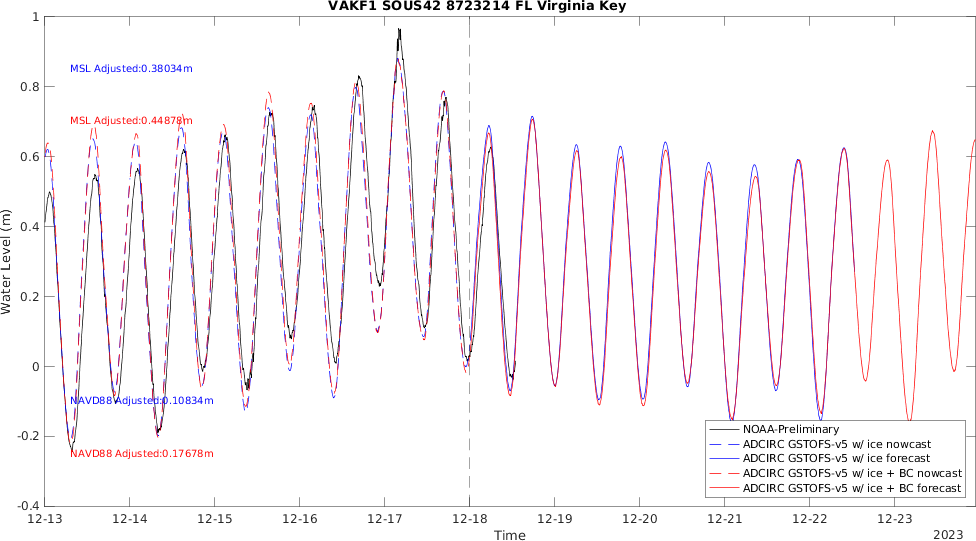 VAKF1 SOUS42 8723214 FL Virginia Key
1
0.8
0.6
0.4
0.2
0
-0.2
-0.4
Water Level (m)
MSL Adjusted:0.38034m
MSL Adjusted:0.44878m
NAVD88 Adjusted:0.10834m
NAVD88 Adjusted:0.17678m
NOAA-Preliminary
ADCIRC GSTOFS-v5 w/ ice nowcast
ADCIRC GSTOFS-v5 w/ ice forecast
ADCIRC GSTOFS-v5 w/ ice + BC nowcast
ADCIRC GSTOFS-v5 w/ ice + BC forecast
12-13 12-14 12-15 12-16 12-17 12-18 12-19 12-20 12-21 12-22 12-23
Time
2023